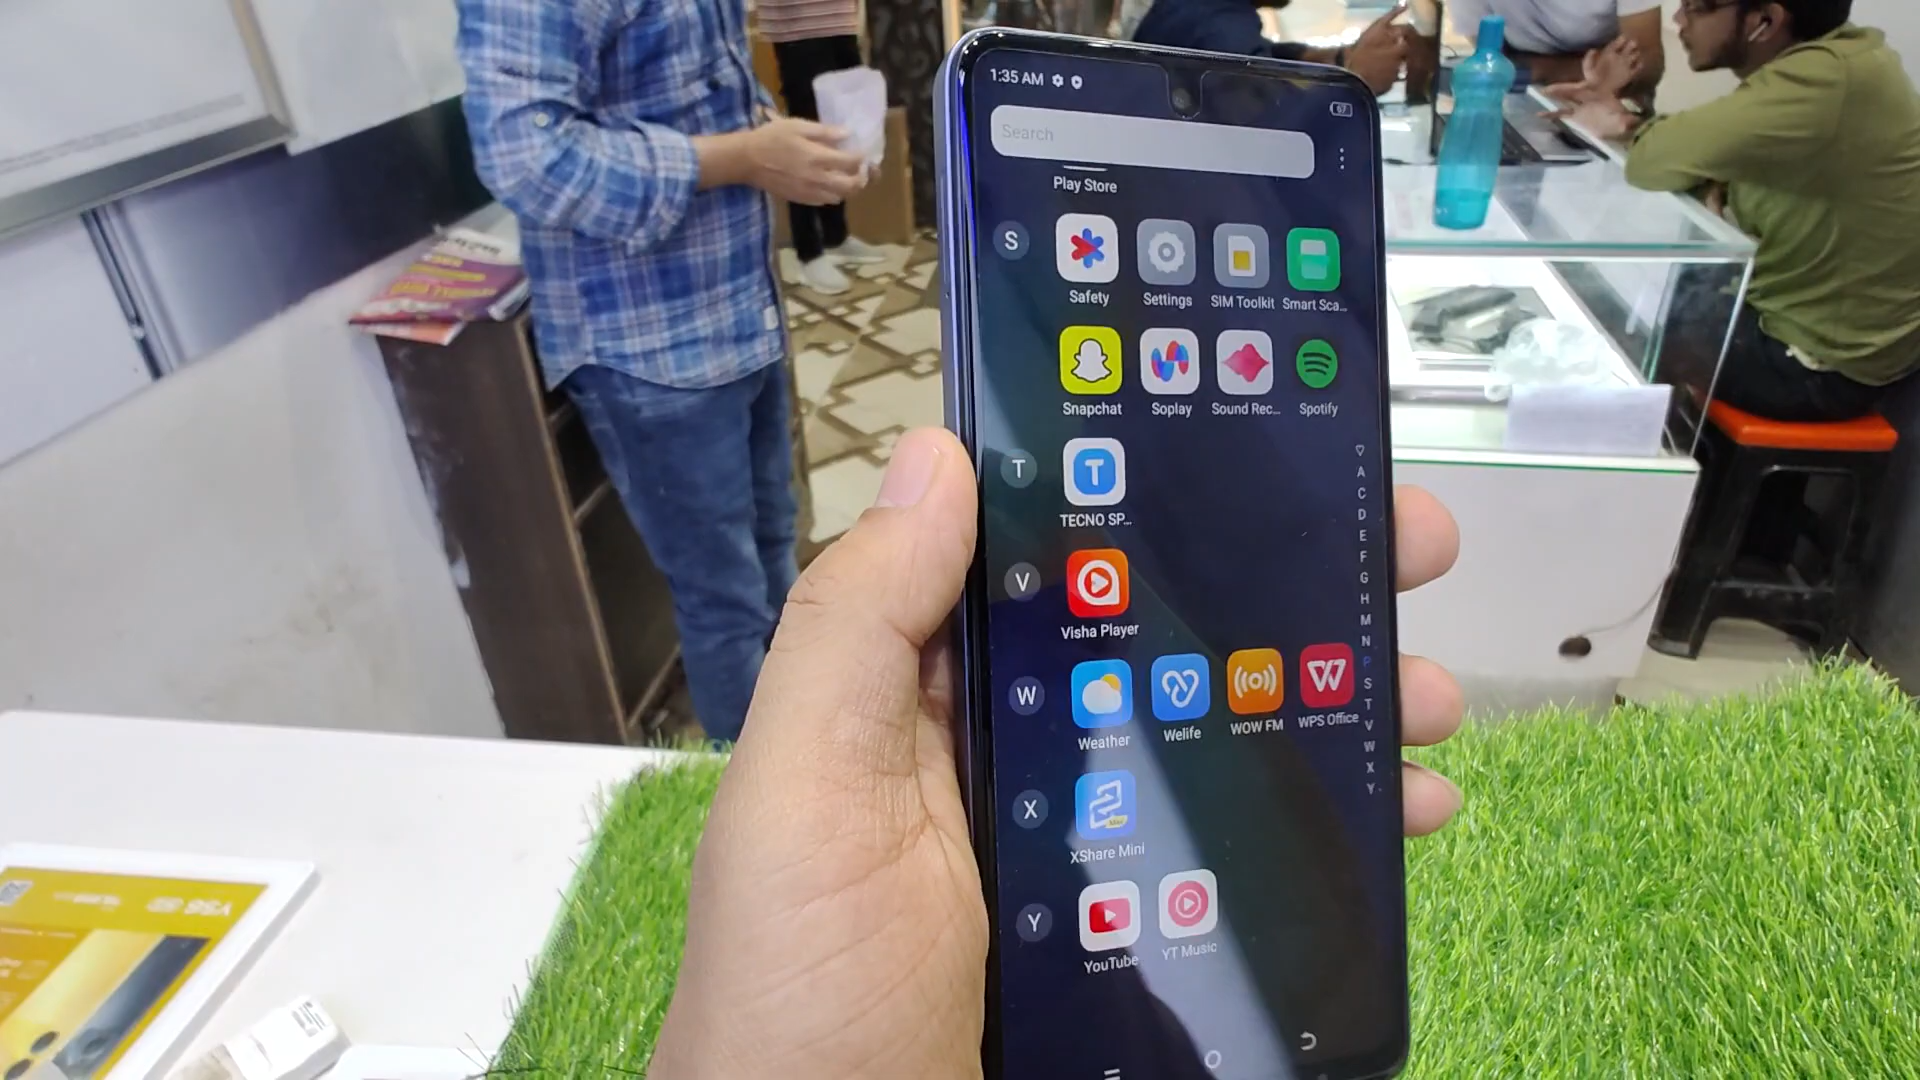 1:35 AM
67
Search
Play Store
S
Safety
Settings
SIM Toolkit
Smart Sca...
Snapchat
Soplay
Sound Rec...
Spotify
T
TECNO SP...
V
Visha Player
W
Weather
Welife
WOW FM
WPS Office
X
XShare Mini
Y
YouTube
YT Music
A
C
D
E
F
G
H
M
N
P
S
T
V
W
X
Y